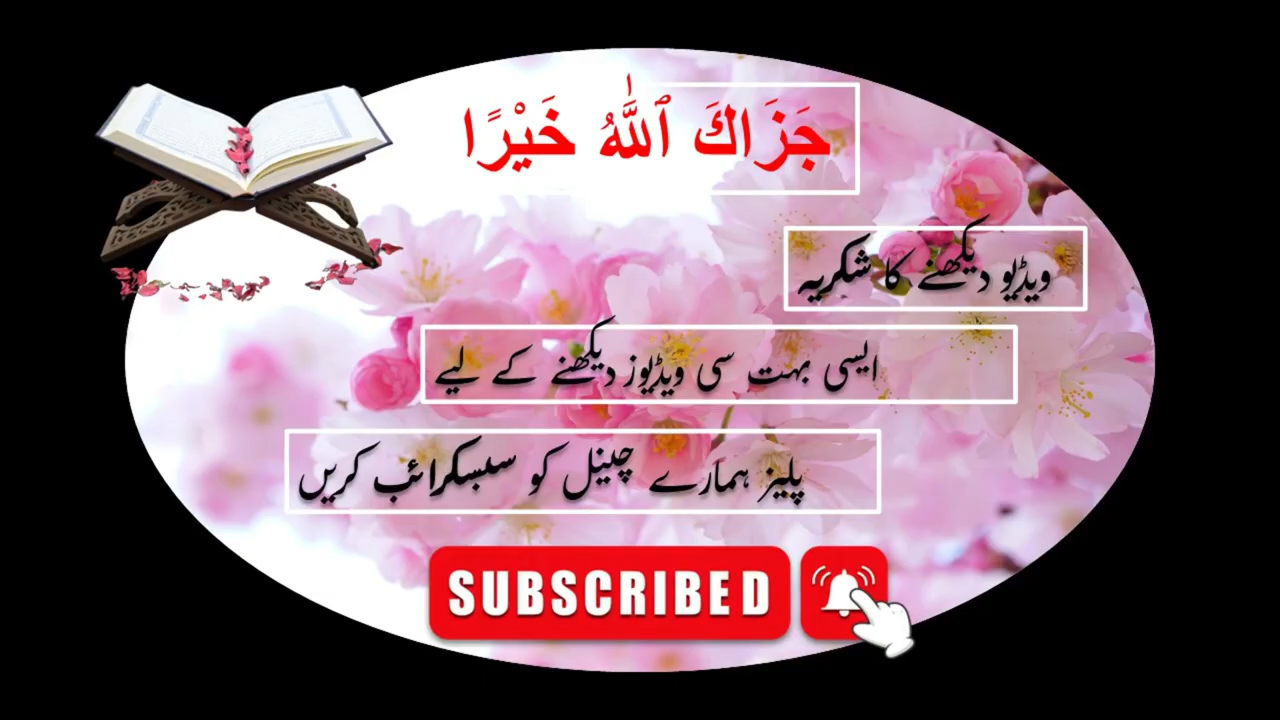 جَزَاكَ ٱللَّٰهُ خَيْرًا
ویڈیو دیکھنے کا شکریہ
ایسی بہت سی ویڈیوز دیکھنے کے لیے
پلیز ہمارے چینل کو سبسکرائب کریں
SUBSCRIBED